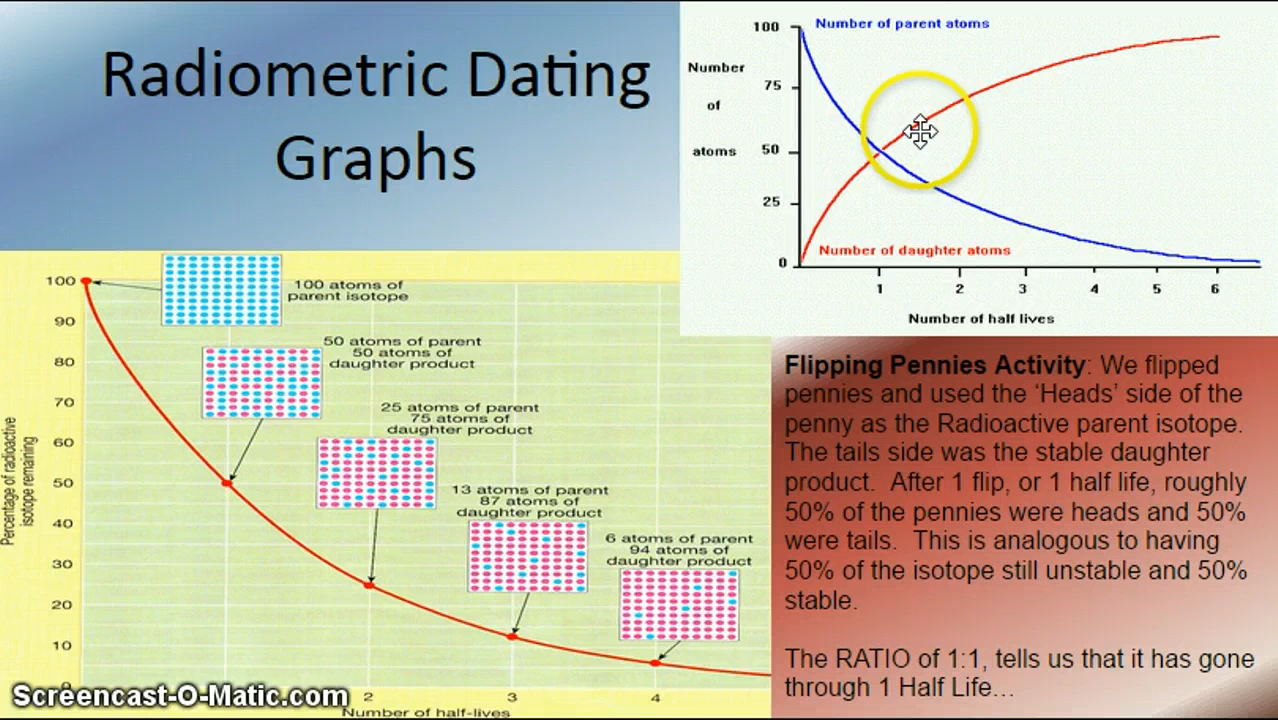 Radiometric Dating
Graphs
100
Number of parent atoms
Number
75
of
atoms
50
25
Number of daughter atoms
0
1
2
3
4
5
6
Number of half lives
100
100 atoms of
parent isotope
90
50 atoms of parent
50 atoms of
daughter product
80
70
25 atoms of parent
75 atoms of
daughter product
60
50
13 atoms of parent
87 atoms of
daughter product
40
6 atoms of parent
94 atoms of
daughter product
30
20
10
Percentage of radioactive
isotope remaining
2
3
4
Number of half-lives
Flipping Pennies Activity: We flipped
pennies and used the ‘Heads’ side of the
penny as the Radioactive parent isotope.
The tails side was the stable daughter
product. After 1 flip, or 1 half life, roughly
50% of the pennies were heads and 50%
were tails. This is analogous to having
50% of the isotope still unstable and 50%
stable.
The RATIO of 1:1, tells us that it has gone
through 1 Half Life…
Screencast-O-Matic.com